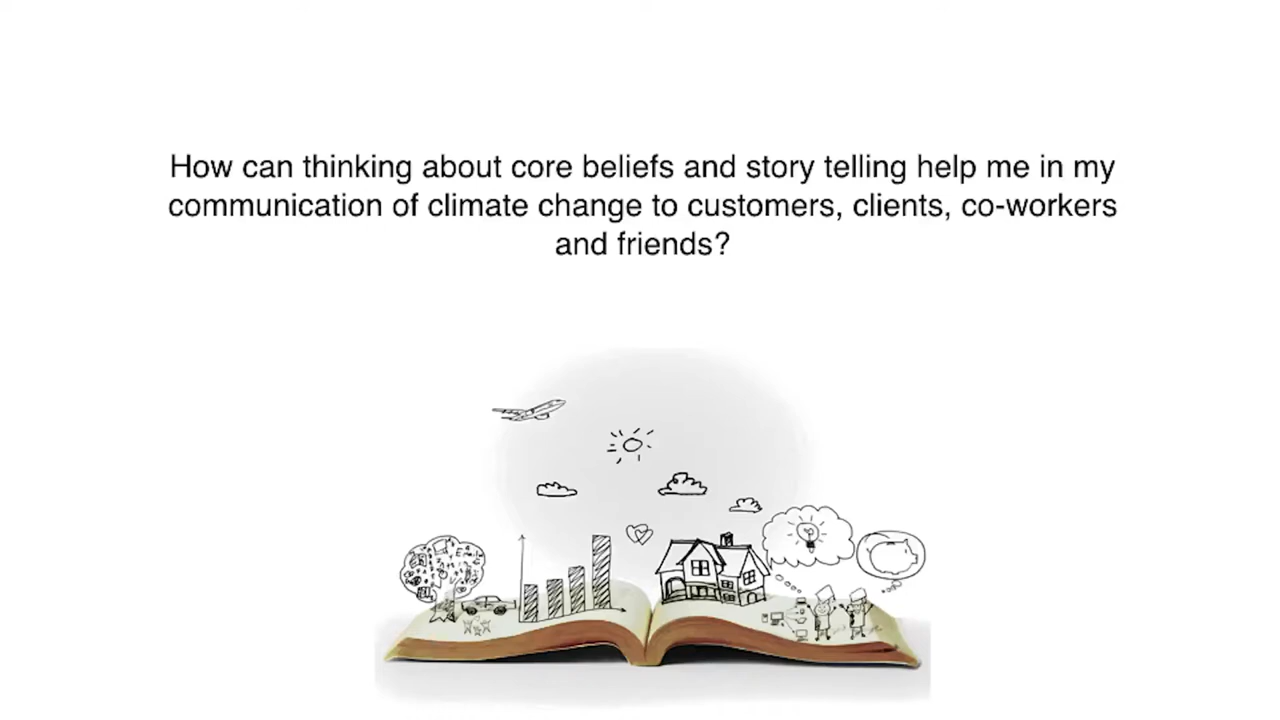 How can thinking about core beliefs and story telling help me in my
communication of climate change to customers, clients, co-workers
and friends?